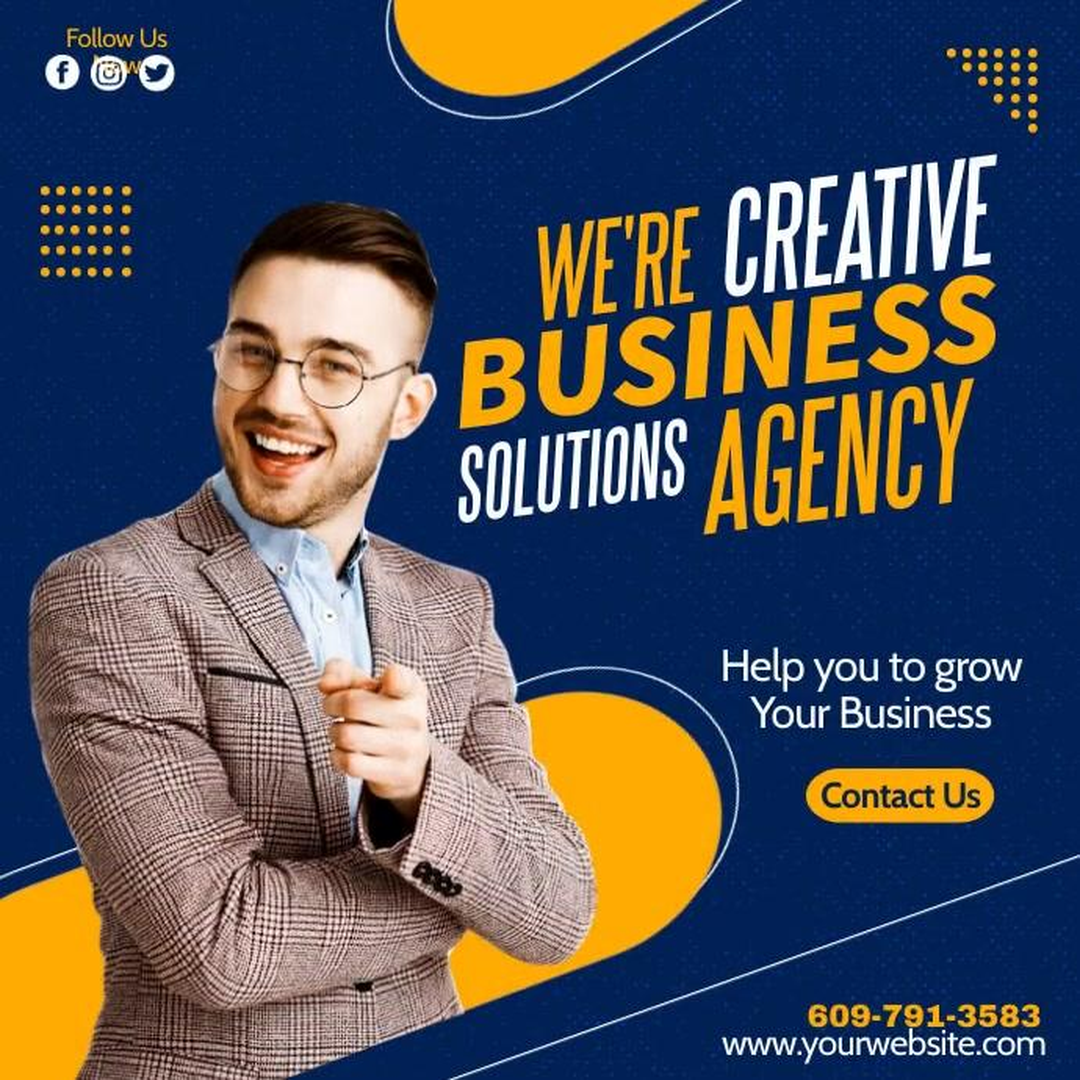 Follow Us
Now
WE'RE CREATIVE
BUSINESS
SOLUTIONS AGENCY
Help you to grow
Your Business
Contact Us
609-791-3583
www.yourwebsite.com